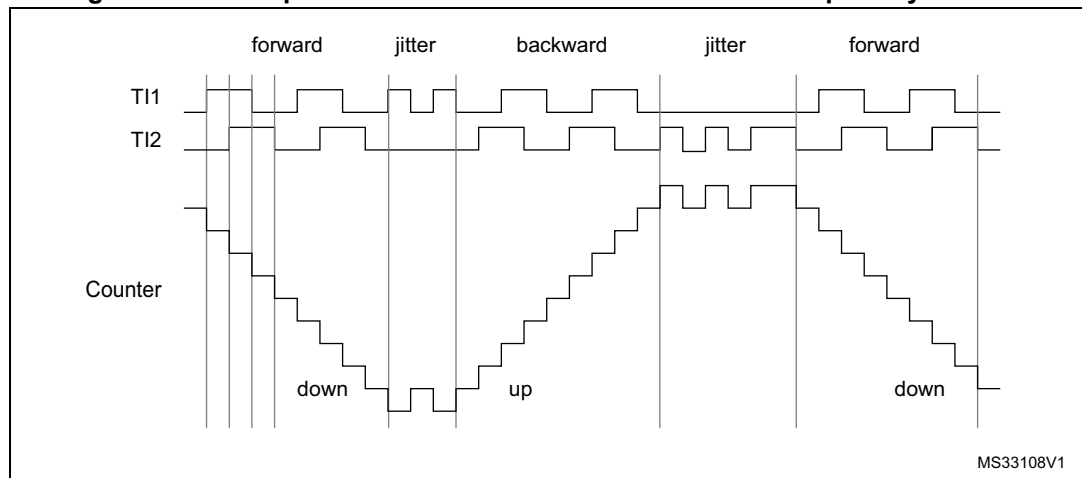 forward jitter backward jitter forward
TI1
TI2
Counter
down up down
MS33108V1